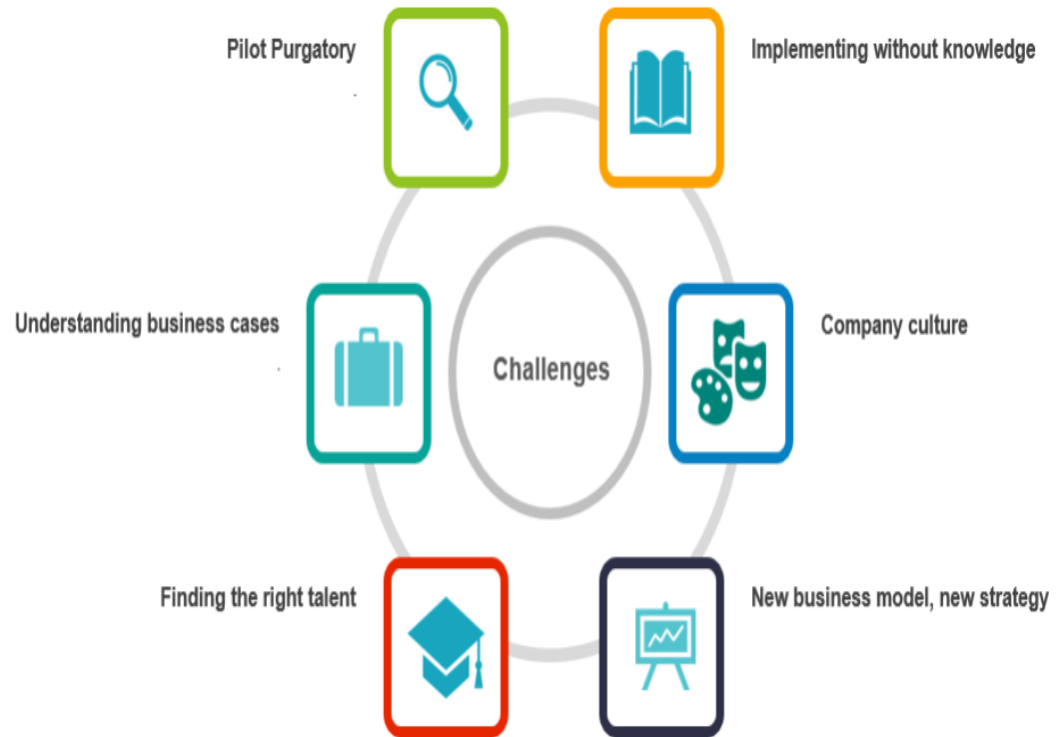 Pilot Purgatory
Implementing without knowledge
.
Understanding business cases
Challenges
Company culture
.
Finding the right talent
New business model, new strategy